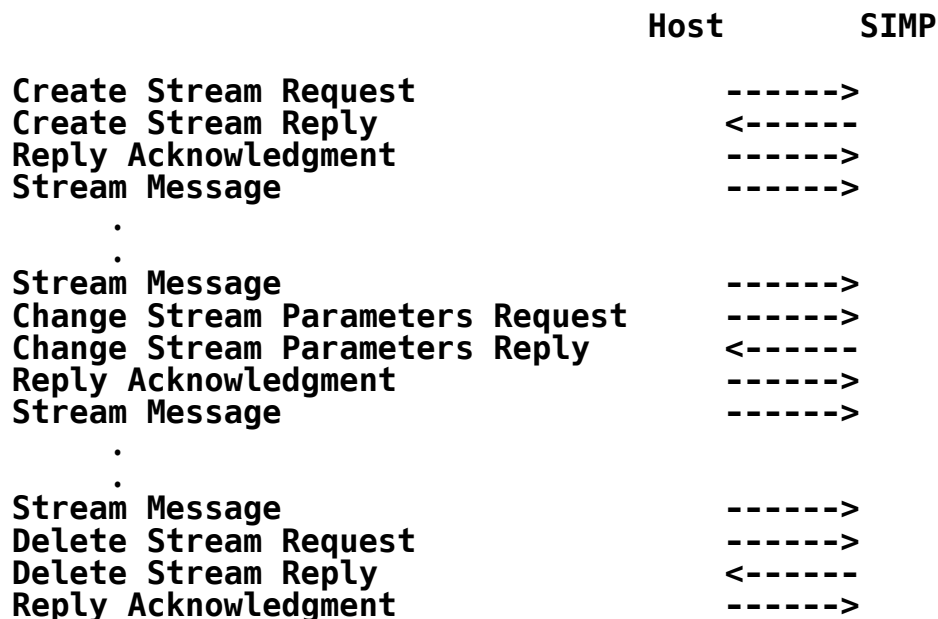 Host SIMP
Create Stream Request ------>
Create Stream Reply <------
Reply Acknowledgment ------>
Stream Message ------>
.
.
Stream Message ------>
Change Stream Parameters Request ------>
Change Stream Parameters Reply <------
Reply Acknowledgment ------>
Stream Message ------>
.
.
Stream Message ------>
Delete Stream Request ------>
Delete Stream Reply <------
Reply Acknowledgment ------>